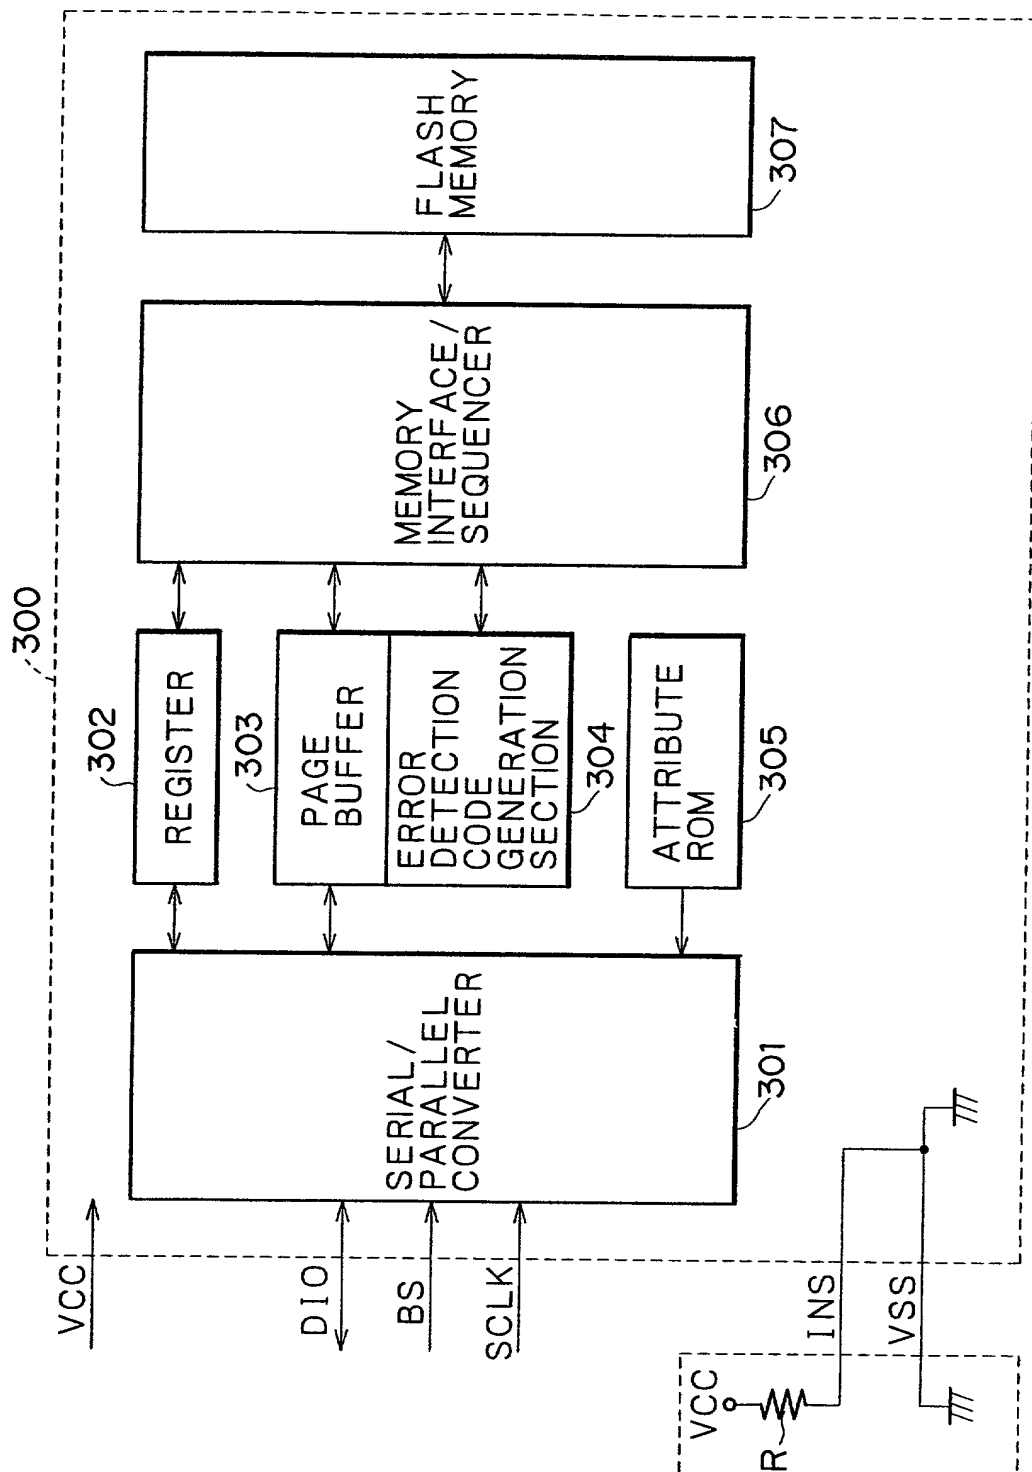 300
VCC
DIO
BS
SCLK
INS
VSS
VCC
R
SERIAL/
PARALLEL
CONVERTER
301
302
REGISTER
303
PAGE
BUFFER
ERROR
DETECTION
CODE
GENERATION
SECTION
304
ATTRIBUTE
ROM
305
MEMORY
INTERFACE/
SEQUENCER
306
FLASH
MEMORY
307